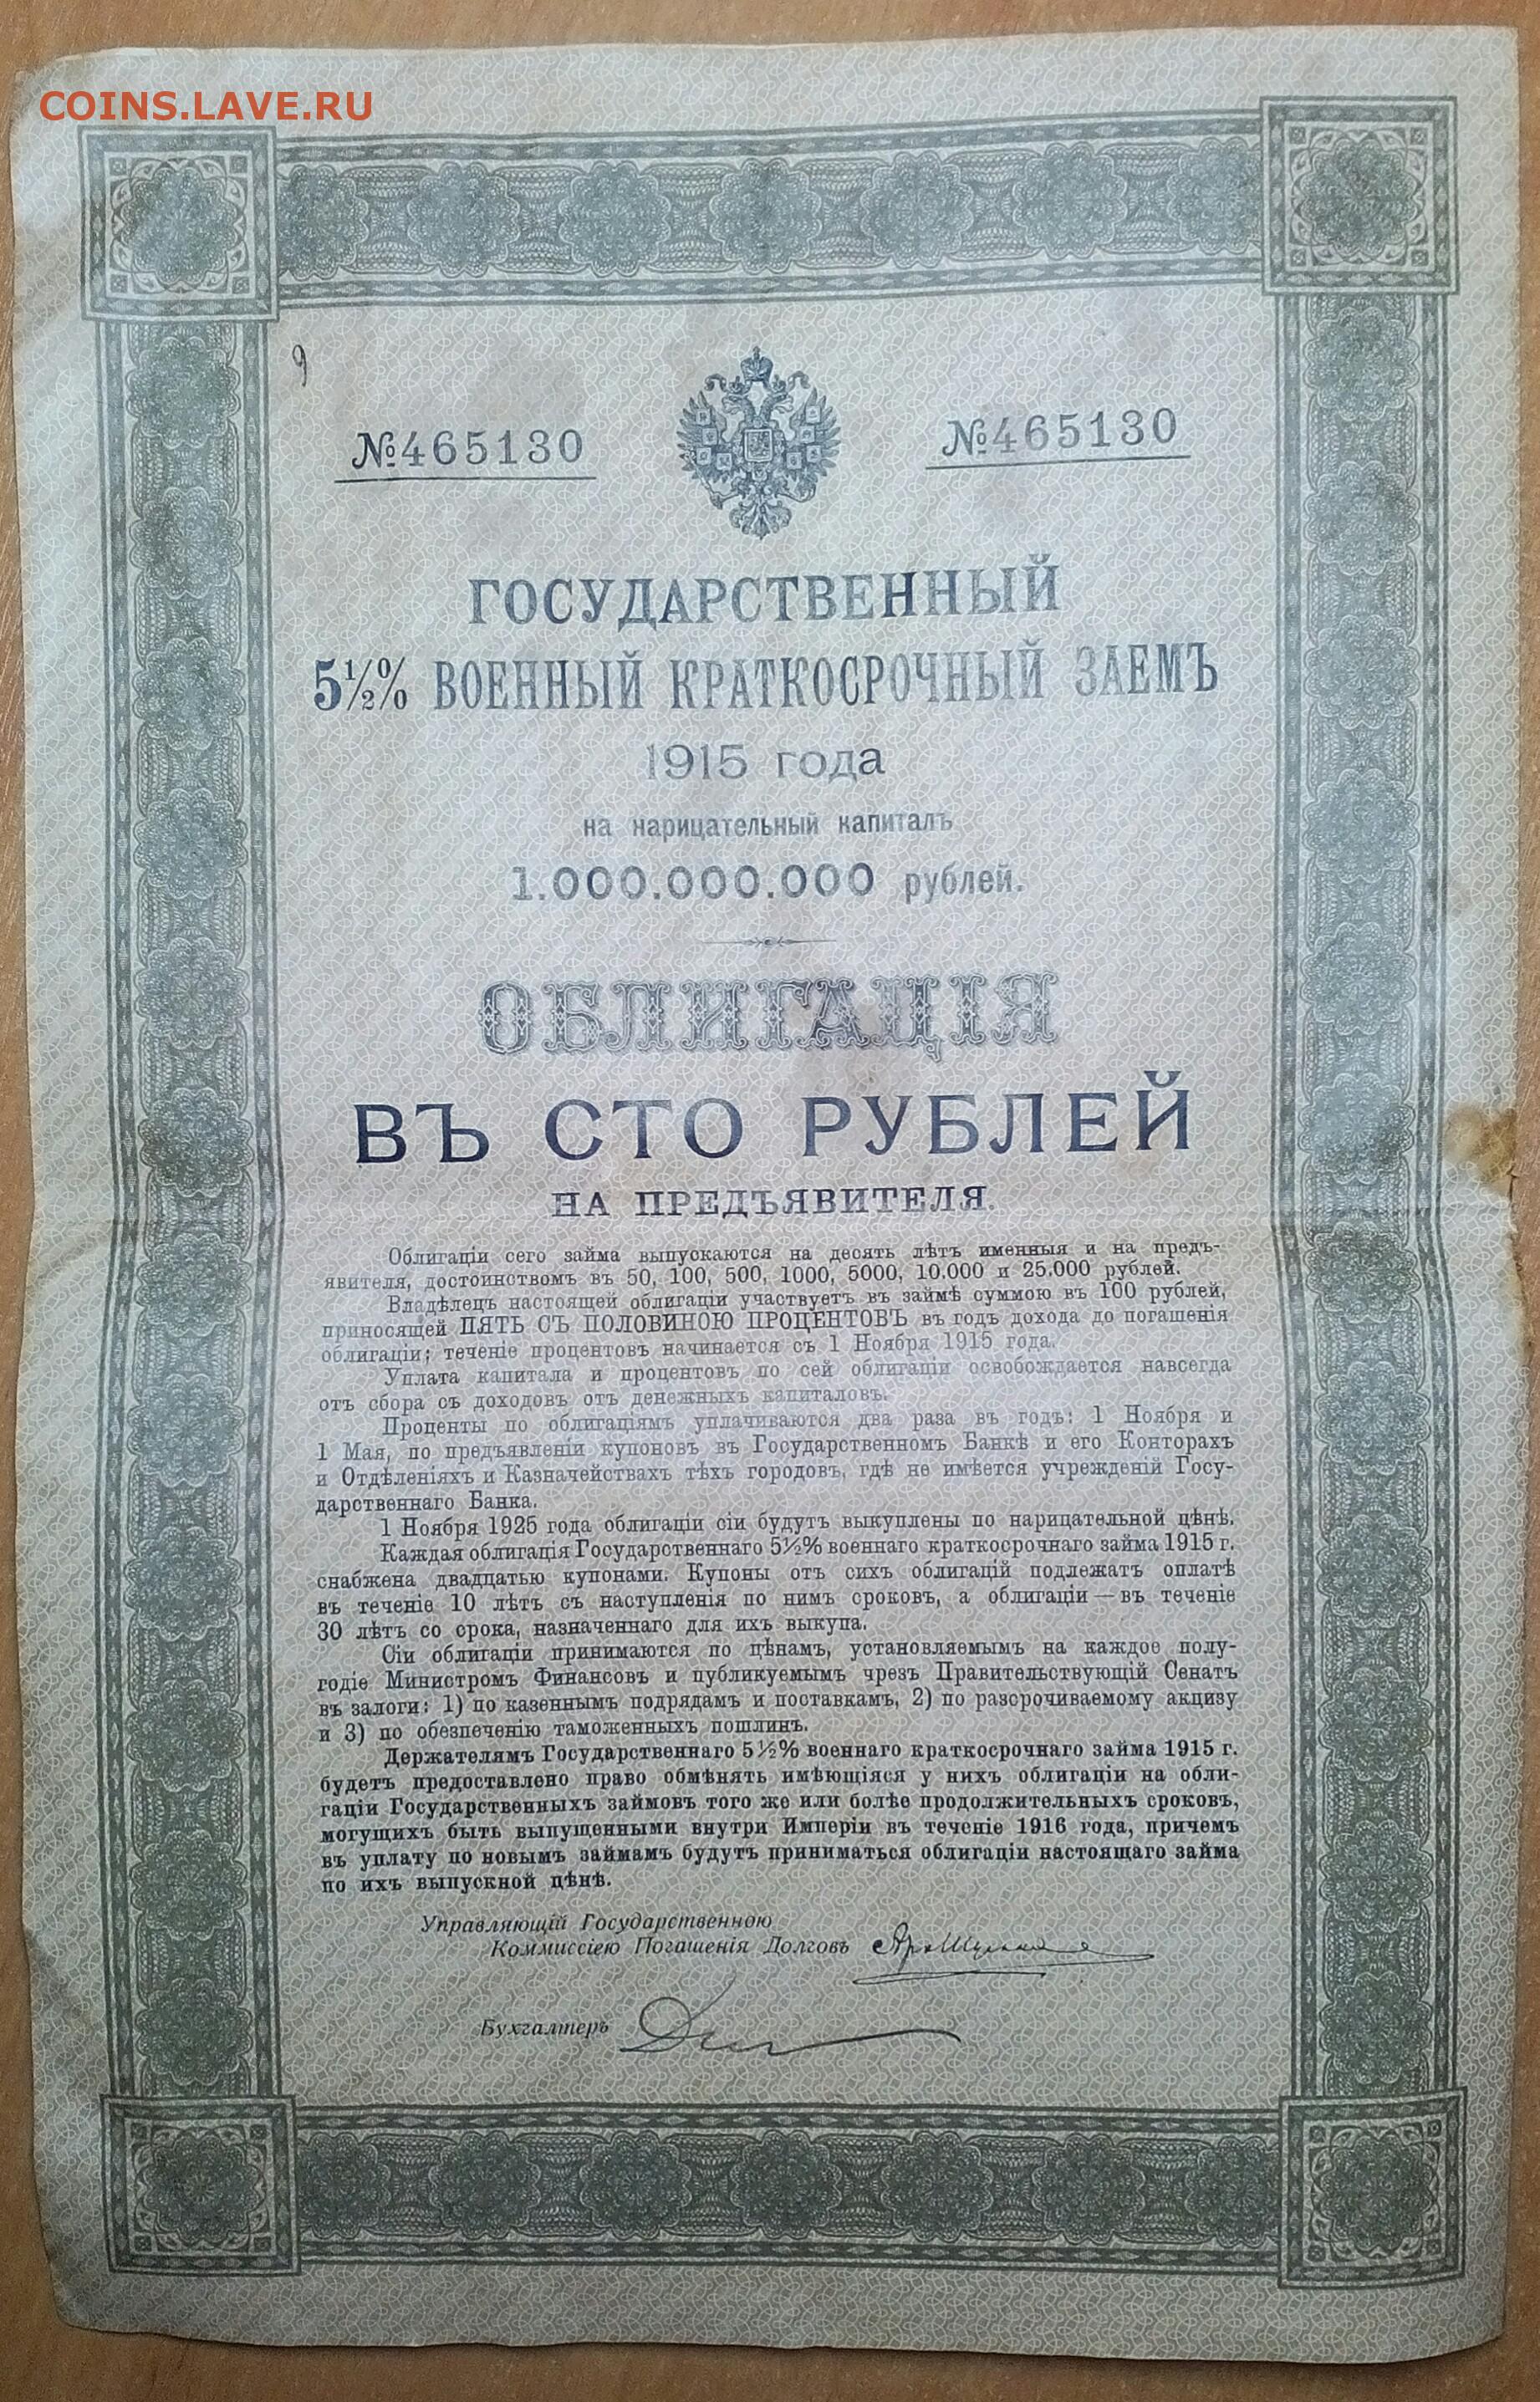 COINS.LAVE.RU
9
№465130 №465130
ГОСУДАРСТВЕННЫЙ
5½% ВОЕННЫЙ КРАТКОСРОЧНЫЙ ЗАЕМЪ
1915 года
на нарицательный капиталъ
1.000.000.000 рублей.
ОБЛИГАЦІЯ
ВЪ СТО РУБЛЕЙ
НА ПРЕДЪЯВИТЕЛЯ.
Облигаціи сего займа выпускаются на десять лѣтъ именныя и на предъ-
явителя, достоинствомъ въ 50, 100, 500, 1000, 5000, 10.000 и 25.000 рублей.
Владѣлецъ настоящей облигаціи участвуетъ въ займѣ суммою въ 100 рублей,
приносящей ПЯТЬ СЪ ПОЛОВИНОЮ ПРОЦЕНТОВЪ въ годъ дохода до погашенія
облигаціи; теченіе процентовъ начинается съ 1 Ноября 1915 года.
Уплата капитала и процентовъ по сей облигаціи освобождается навсегда
отъ сбора съ доходовъ отъ денежныхъ капиталовъ.
Проценты по облигаціямъ уплачиваются два раза въ годъ: 1 Ноября и
1 Мая, по предъявленіи купоновъ въ Государственномъ Банкѣ и его Конторахъ
и Отдѣленіяхъ и Казначействахъ тѣхъ городовъ, гдѣ не имѣется учрежденій Госу-
дарственнаго Банка.
1 Ноября 1925 года облигаціи сіи будутъ выкуплены по нарицательной цѣнѣ.
Каждая облигація Государственнаго 5½% военнаго краткосрочнаго займа 1915 г.
снабжена двадцатью купонами. Купоны отъ сихъ облигацій подлежатъ оплатѣ
въ теченіе 10 лѣтъ съ наступленія по нимъ сроковъ, а облигаціи — въ теченіе
30 лѣтъ со срока, назначеннаго для ихъ выкупа.
Сіи облигаціи принимаются по цѣнамъ, установляемымъ на каждое полу-
годіе Министромъ Финансовъ и публикуемымъ чрезъ Правительствующій Сенатъ
въ залоги: 1) по казеннымъ подрядамъ и поставкамъ, 2) по разсрочиваемому акцизу
и 3) по обезпеченію таможенныхъ пошлинъ.
Держателямъ Государственнаго 5½% военнаго краткосрочнаго займа 1915 г.
будетъ предоставлено право обмѣнять имѣющіяся у нихъ облигаціи на обли-
гаціи Государственныхъ займовъ того же или болѣе продолжительныхъ сроковъ,
могущихъ быть выпущенными внутри Имперіи въ теченіе 1916 года, причемъ
въ уплату по новымъ займамъ будутъ приниматься облигаціи настоящаго займа
по ихъ выпускной цѣнѣ.
Управляющій Государственною
Коммиссіею Погашенія Долговъ
Бухгалтеръ